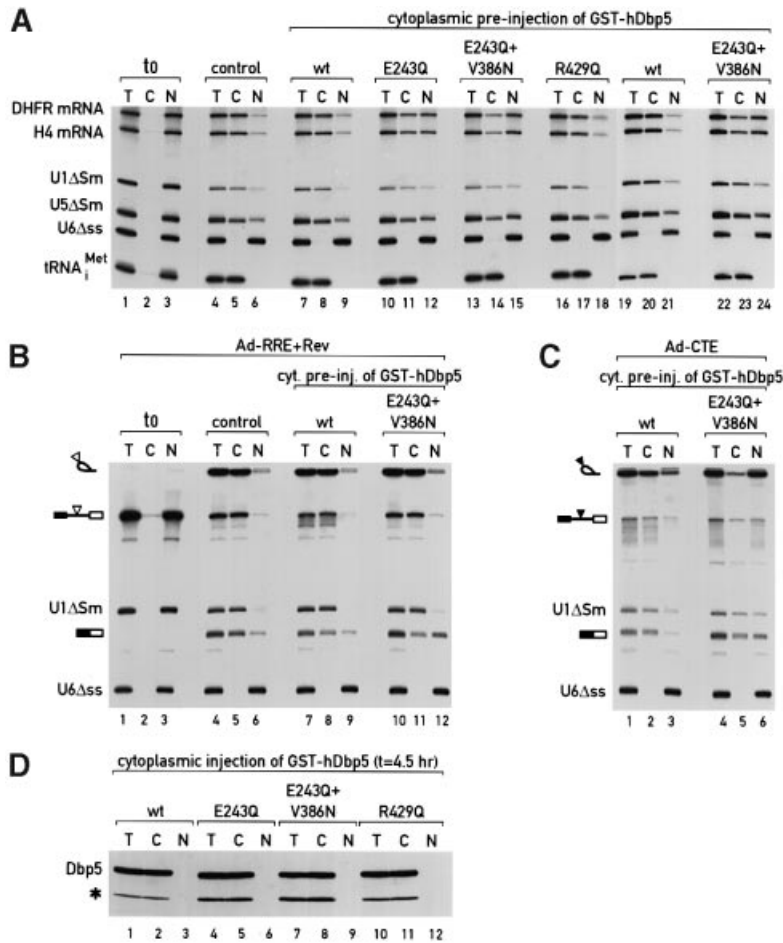 A
cytoplasmic pre-injection of GST-hDbp5
t0 control wt E243Q E243Q+ V386N R429Q wt E243Q+ V386N
T C N T C N T C N T C N T C N T C N T C N T C N
DHFR mRNA
H4 mRNA
U1ΔSm
U5ΔSm
U6ΔSS
tRNA i Met
1 2 3 4 5 6 7 8 9 10 11 12 13 14 15 16 17 18 19 20 21 22 23 24
B
Ad-RRE+Rev
cyt. pre-inj. of GST-hDbp5
t0 control wt E243Q+ V386N
T C N T C N T C N T C N
U1ΔSm
U6Δss
1 2 3 4 5 6 7 8 9 10 11 12
C
Ad-CTE
cyt. pre-inj. of GST-hDbp5
wt E243Q+ V386N
T C N T C N
U1ΔSm
U6Δss
1 2 3 4 5 6
D
cytoplasmic injection of GST-hDbp5 (t=4.5 hr)
wt E243Q E243Q+ V386N R429Q
T C N T C N T C N T C N
Dbp5
*
1 2 3 4 5 6 7 8 9 10 11 12